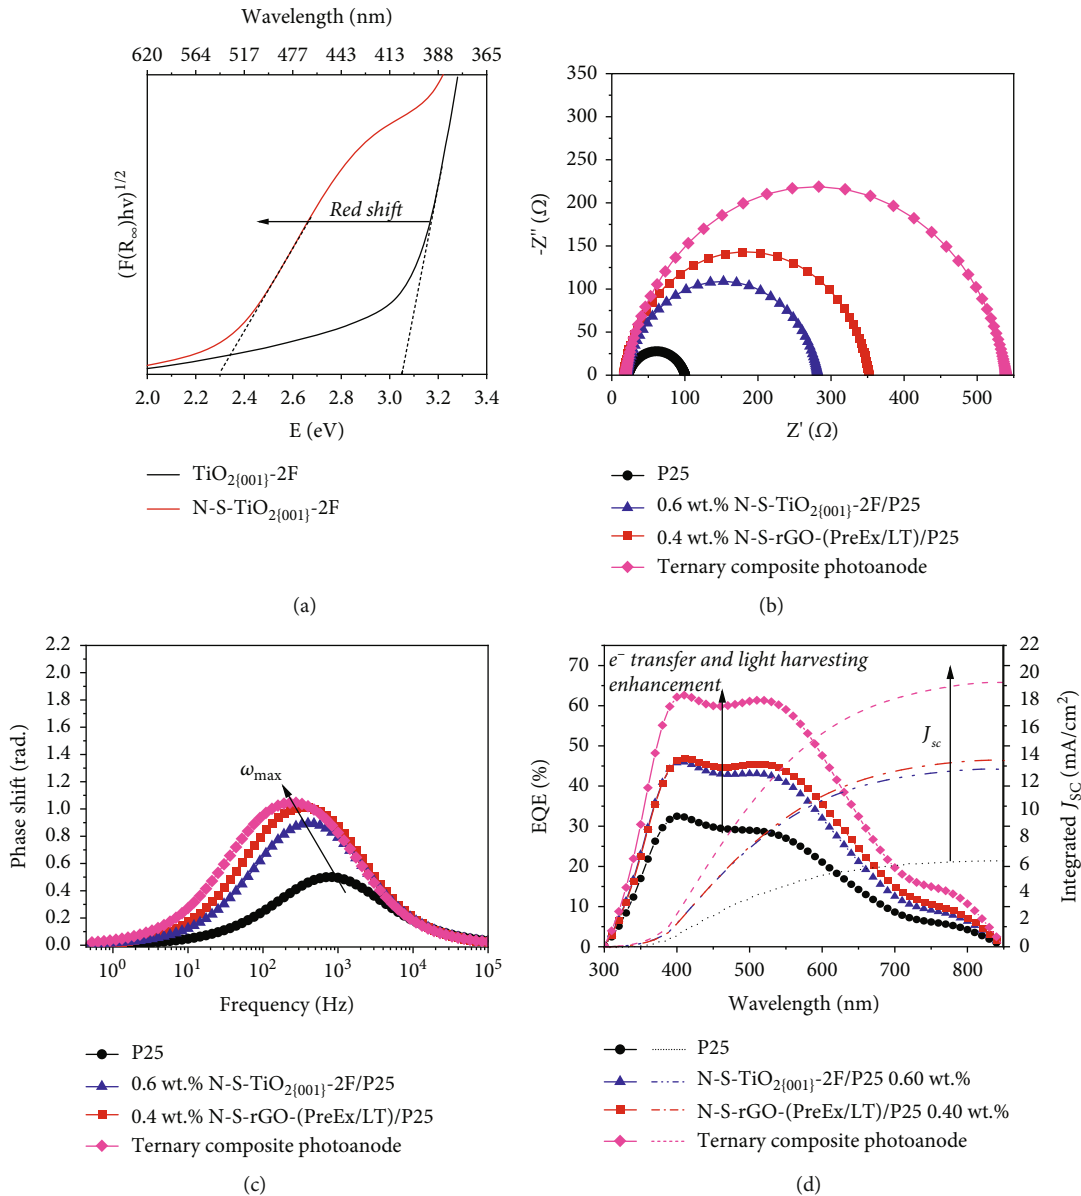 (a)
Wavelength (nm)
620 564 517 477 443 413 388 365
(F(R∞)hv)1/2
Red shift
2.0 2.2 2.4 2.6 2.8 3.0 3.2 3.4
E (eV)
TiO2{001}-2F
N-S-TiO2{001}-2F
(a)
350
300
250
200
150
100
50
0
-Z'' (Ω)
0 100 200 300 400 500
Z' (Ω)
P25
0.6 wt.% N-S-TiO2{001}-2F/P25
0.4 wt.% N-S-rGO-(PreEx/LT)/P25
Ternary composite photoanode
(b)
2.2
2.0
1.8
1.6
1.4
1.2
1.0
0.8
0.6
0.4
0.2
0.0
Phase shift (rad.)
ωmax
10^0 10^1 10^2 10^3 10^4 10^5
Frequency (Hz)
P25
0.6 wt.% N-S-TiO2{001}-2F/P25
0.4 wt.% N-S-rGO-(PreEx/LT)/P25
Ternary composite photoanode
(c)
e− transfer and light harvesting
enhancement
Jsc
70
60
50
40
30
20
10
0
EQE (%)
22
20
18
16
14
12
10
8
6
4
2
0
Integrated JSC (mA/cm2)
300 400 500 600 700 800
Wavelength (nm)
P25
N-S-TiO2{001}-2F/P25 0.60 wt.%
N-S-rGO-(PreEx/LT)/P25 0.40 wt.%
Ternary composite photoanode
(d)